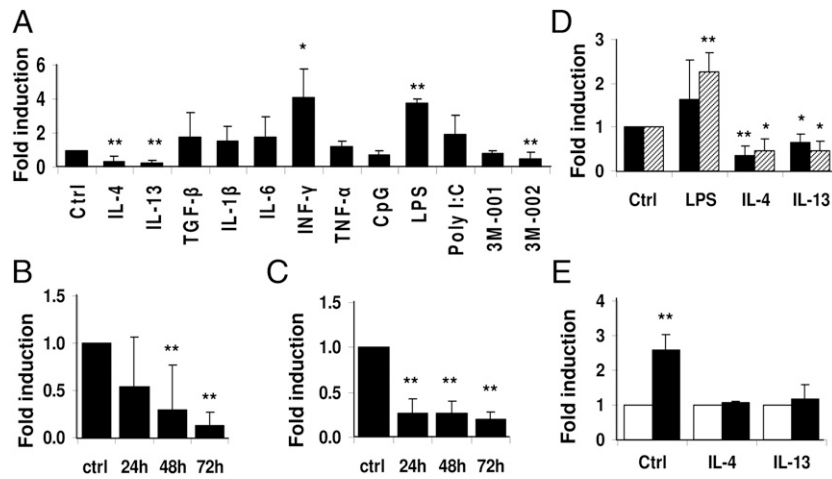 A
Fold induction
6
4
2
0
* ** ** ** **
Ctrl
IL-4
IL-13
TGF-β
IL-1β
IL-6
INF-γ
TNF-α
CpG
LPS
Poly I:C
3M-001
3M-002
B
Fold induction
1.5
1.0
0.5
0.0
** **
ctrl 24h 48h 72h
C
Fold induction
1.5
1.0
0.5
0.0
** ** **
ctrl 24h 48h 72h
D
Fold induction
3
2
1
0
** ** * * *
Ctrl LPS IL-4 IL-13
E
Fold induction
4
3
2
1
0
**
Ctrl IL-4 IL-13